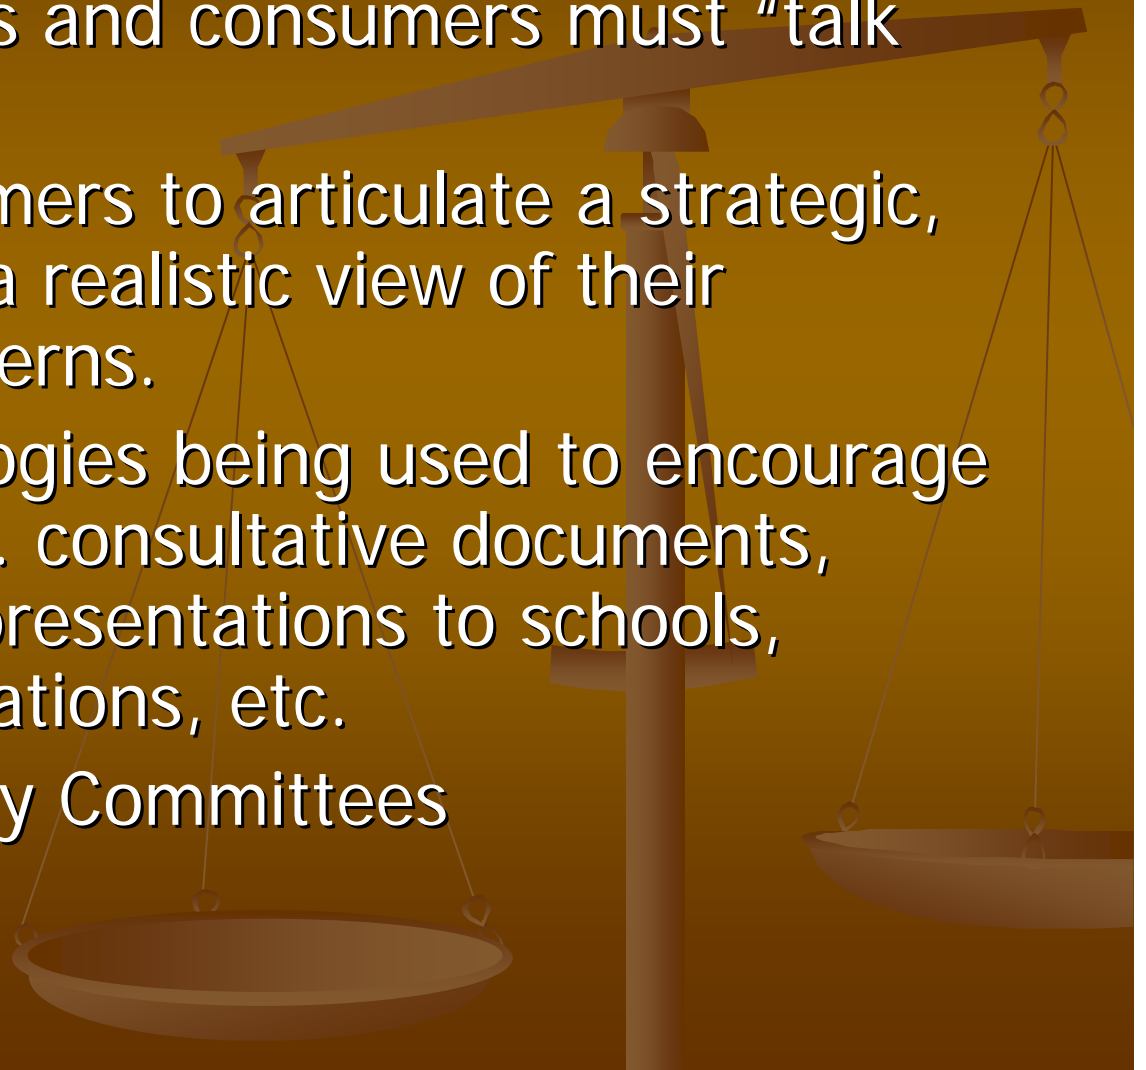 s and consumers must “talk
mers to articulate a strategic,
a realistic view of their
erns.
ogies being used to encourage
. consultative documents,
presentations to schools,
ations, etc.
y Committees